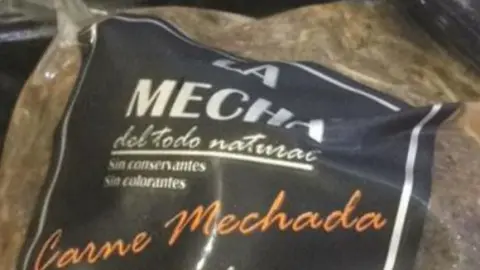 LA
MECHA
del todo natural
Sin conservantes
Sin colorantes
Carne Mechada